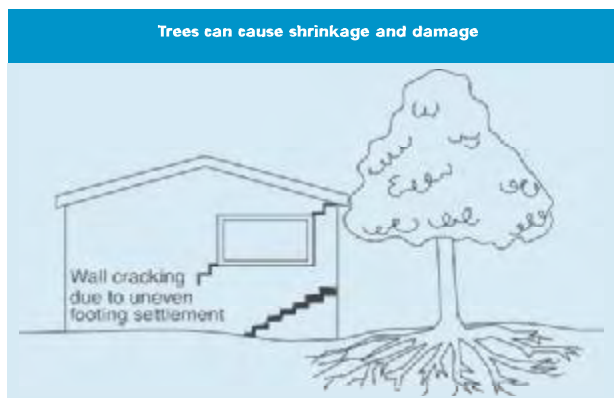 Trees can cause shrinkage and damage
Wall cracking
due to uneven
footing settlement